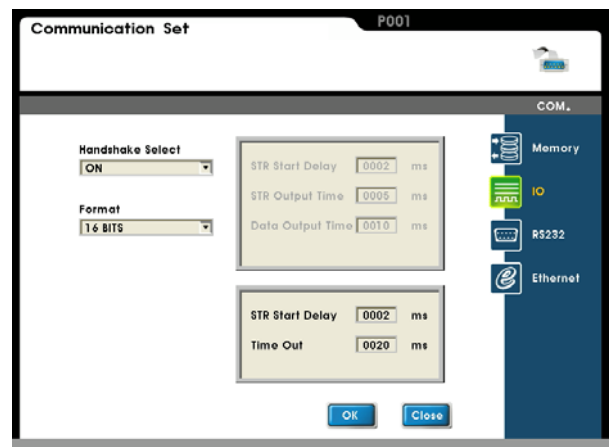 Communication Set
P001
COM.
Handshake Select
ON
Format
16 BITS
STR Start Delay 0002 ms
STR Output Time 0005 ms
Data Output Time 0010 ms
STR Start Delay 0002 ms
Time Out 0020 ms
Memory
IO
RS232
Ethernet
OK
Close